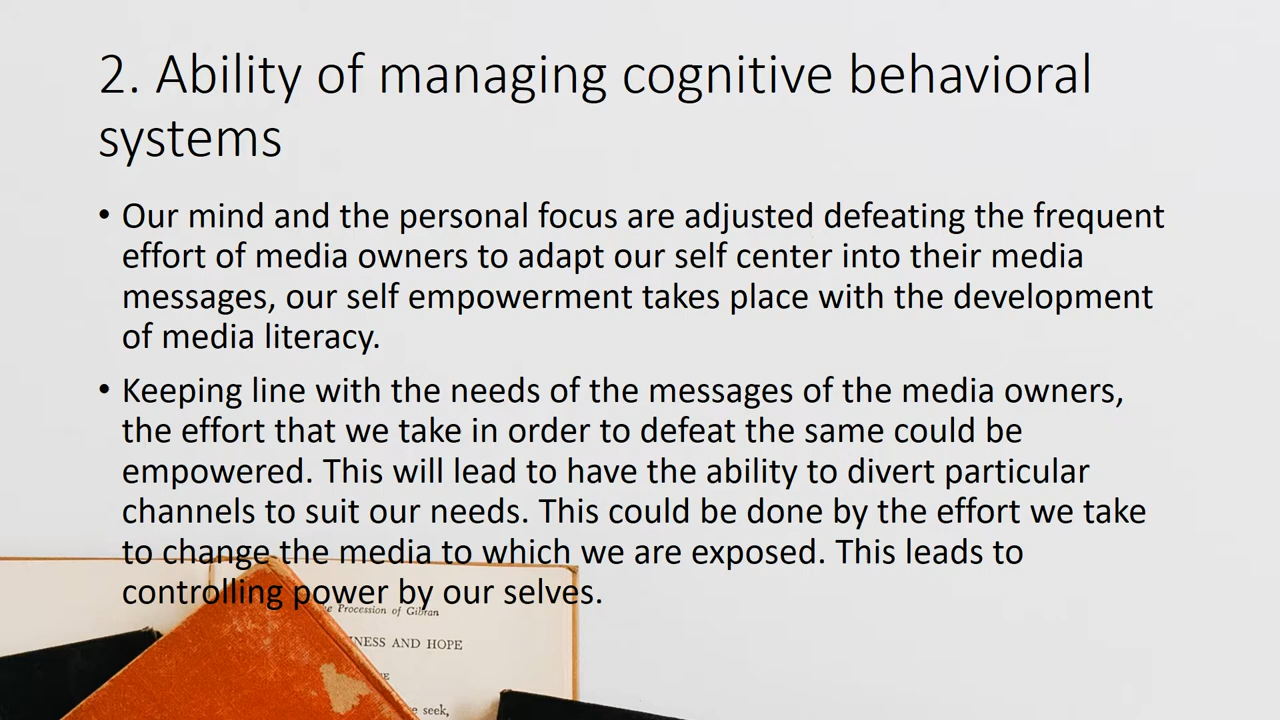 2. Ability of managing cognitive behavioral
systems
• Our mind and the personal focus are adjusted defeating the frequent
effort of media owners to adapt our self center into their media
messages, our self empowerment takes place with the development
of media literacy.
• Keeping line with the needs of the messages of the media owners,
the effort that we take in order to defeat the same could be
empowered. This will lead to have the ability to divert particular
channels to suit our needs. This could be done by the effort we take
to change the media to which we are exposed. This leads to
controlling power by our selves.
Procession of Gibran
AND HOPE
seek,